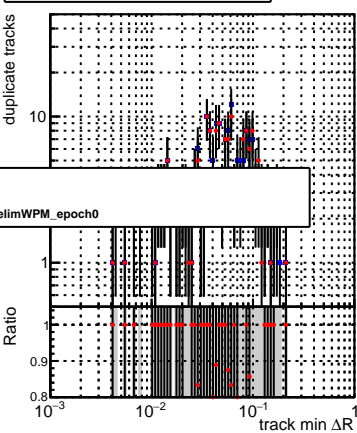 duplicate tracks
10
elimWPM_epoch0
1
Ratio
1
0.9
0.8
10−3
10−2
10−1
1
track min ΔR